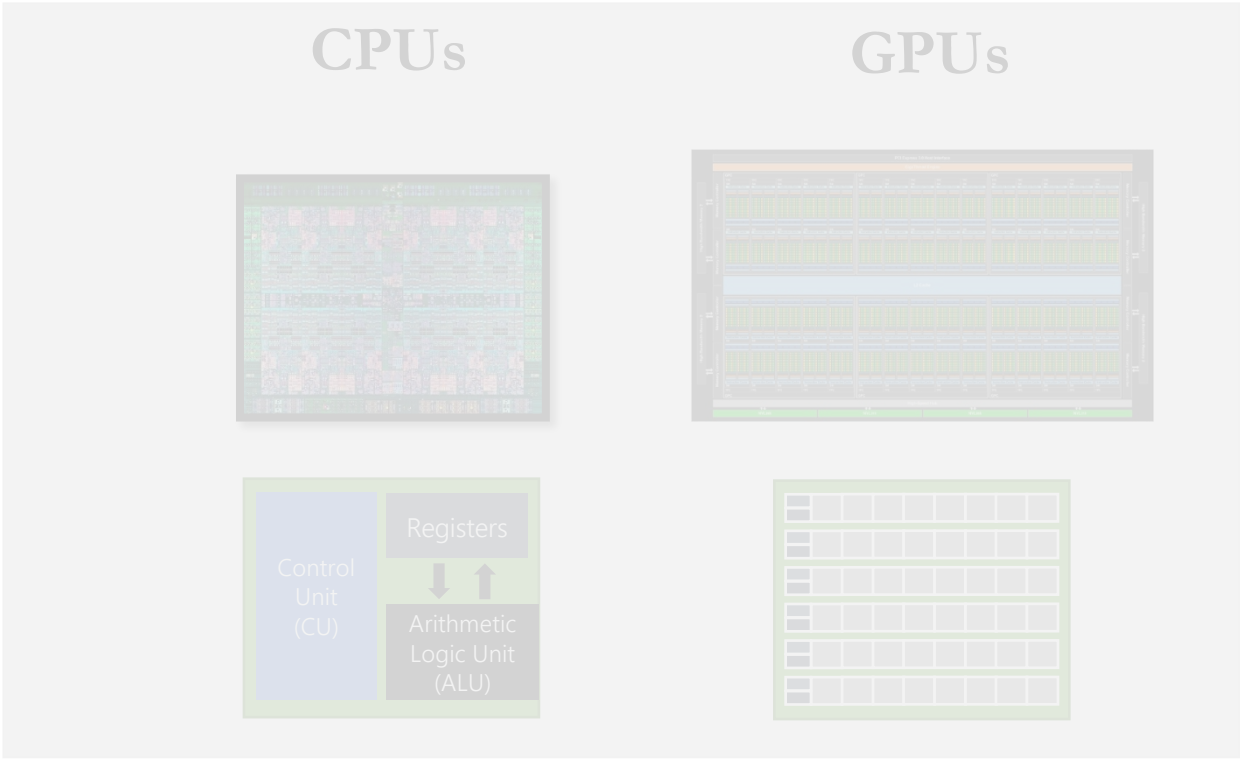 CPUs
GPUs
Control
Unit
(CU)
Registers
Arithmetic
Logic Unit
(ALU)